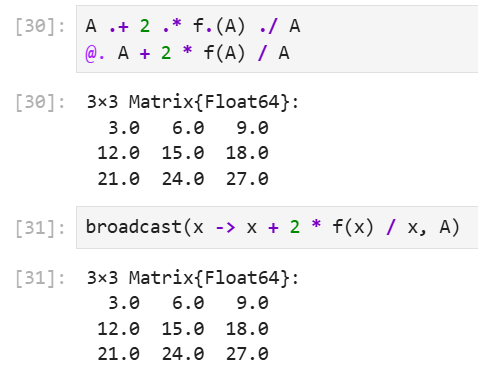 [30]: A .+ 2 .* f.(A) ./ A
@. A + 2 * f(A) / A
[30]: 3×3 Matrix{Float64}:
3.0 6.0 9.0
12.0 15.0 18.0
21.0 24.0 27.0
[31]: broadcast(x -> x + 2 * f(x) / x, A)
[31]: 3×3 Matrix{Float64}:
3.0 6.0 9.0
12.0 15.0 18.0
21.0 24.0 27.0